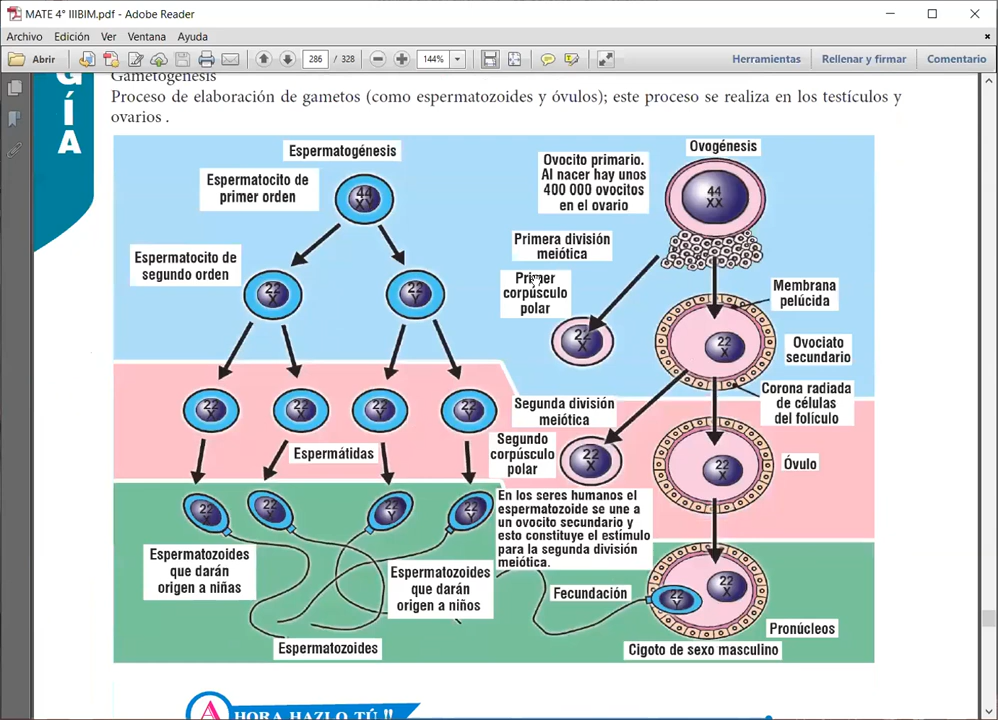 MATE 4° IIIBIM.pdf - Adobe Reader
Archivo Edición Ver Ventana Ayuda
Abrir 286 / 328 144% Herramientas Rellenar y firmar Comentario
G
Í
A
Gametogénesis
Proceso de elaboración de gametos (como espermatozoides y óvulos); este proceso se realiza en los testículos y
ovarios .
Espermatogénesis
Espermatocito de
primer orden
44
XY
Espermatocito de
segundo orden
22
X
22
Y
22
X
22
X
22
Y
22
Y
Espermátidas
22
X
22
X
22
Y
22
Y
Espermatozoides
que darán
origen a niñas
Espermatozoides
que darán
origen a niños
Espermatozoides
Ovogénesis
Ovocito primario.
Al nacer hay unos
400 000 ovocitos
en el ovario
44
XX
Primera división
meiótica
Primer
corpúsculo
polar
22
X
Membrana
pelúcida
22
X
Ovociato
secundario
Corona radiada
de células
del folículo
Segunda división
meiótica
Segundo
corpúsculo
polar
22
X
22
X
Óvulo
En los seres humanos el
espermatozoide se une a
un ovocito secundario y
esto constituye el estímulo
para la segunda división
meiótica.
Fecundación
22
Y
22
X
Pronúcleos
Cigoto de sexo masculino
A HORA HAZLO TÚ !!